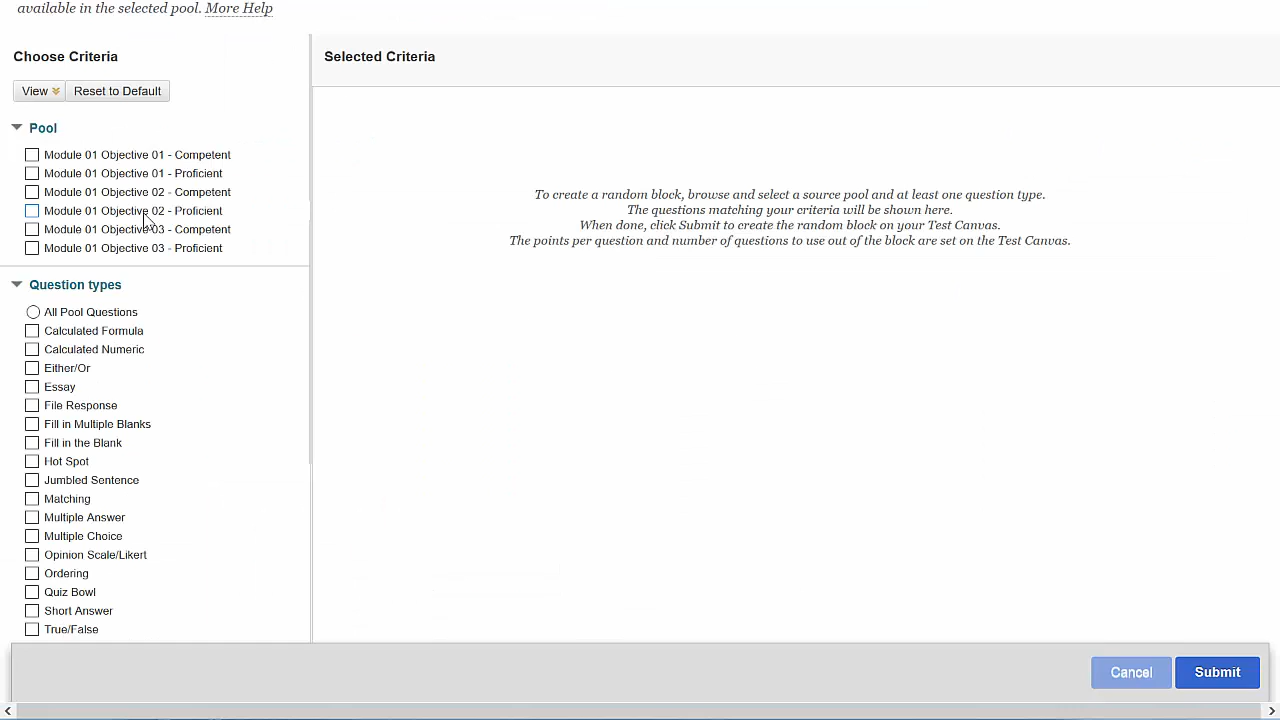 available in the selected pool. More Help
Choose Criteria
View Reset to Default
Pool
Module 01 Objective 01 - Competent
Module 01 Objective 01 - Proficient
Module 01 Objective 02 - Competent
Module 01 Objective 02 - Proficient
Module 01 Objective 03 - Competent
Module 01 Objective 03 - Proficient
Question types
All Pool Questions
Calculated Formula
Calculated Numeric
Either/Or
Essay
File Response
Fill in Multiple Blanks
Fill in the Blank
Hot Spot
Jumbled Sentence
Matching
Multiple Answer
Multiple Choice
Opinion Scale/Likert
Ordering
Quiz Bowl
Short Answer
True/False
Selected Criteria
To create a random block, browse and select a source pool and at least one question type.
The questions matching your criteria will be shown here.
When done, click Submit to create the random block on your Test Canvas.
The points per question and number of questions to use out of the block are set on the Test Canvas.
Cancel Submit